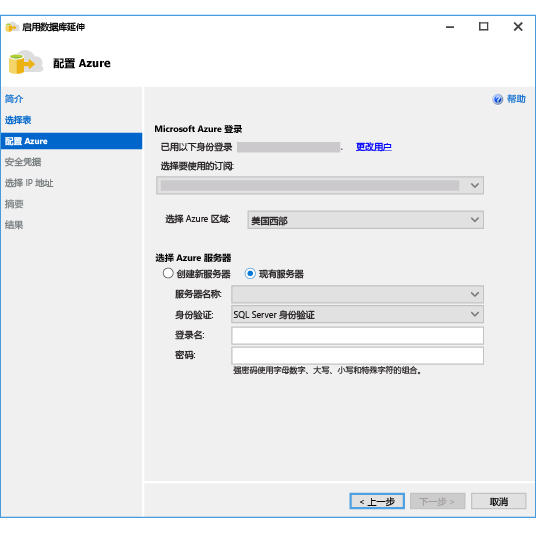 启用数据库延伸
配置 Azure
简介
帮助
选择表
配置 Azure
安全凭据
选择 IP 地址
摘要
结果
Microsoft Azure 登录
已用以下身份登录 . 更改用户
选择要使用的订阅:
选择 Azure 区域: 美国西部
选择 Azure 服务器
创建新服务器 现有服务器
服务器名称:
身份验证: SQL Server 身份验证
登录名:
密码:
强密码使用字母数字、大写、小写和特殊字符的组合。
< 上一步 下一步 > 取消